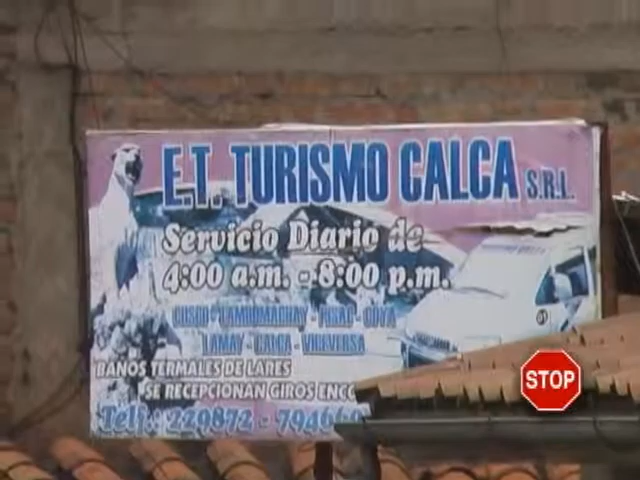 E.T. TURISMO CALCA S.R.L.
Servicio Diario de
4:00 a.m. - 8:00 p.m.
CUSCO - TAMBOMACHAY - PISAC - COYA
LAMAY - CALCA - VICEVERSA
BAÑOS TERMALES DE LARES
SE RECEPCIONAN GIROS
Telf.: 229872 -
STOP